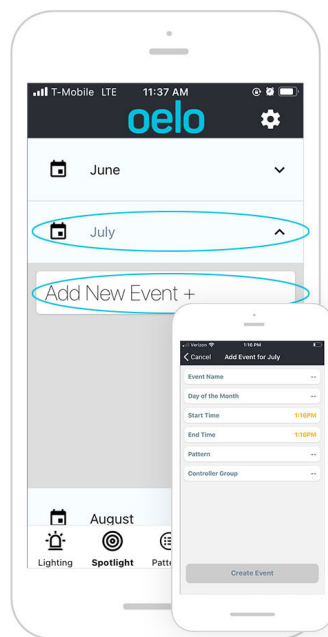 T-Mobile LTE 11:37 AM
oelo
June
July
Add New Event +
August
Lighting Spotlight Patte
Verizon 1:16 PM
Cancel Add Event for July
Event Name --
Day of the Month --
Start Time 1:16PM
End Time 1:16PM
Pattern --
Controller Group --
Create Event